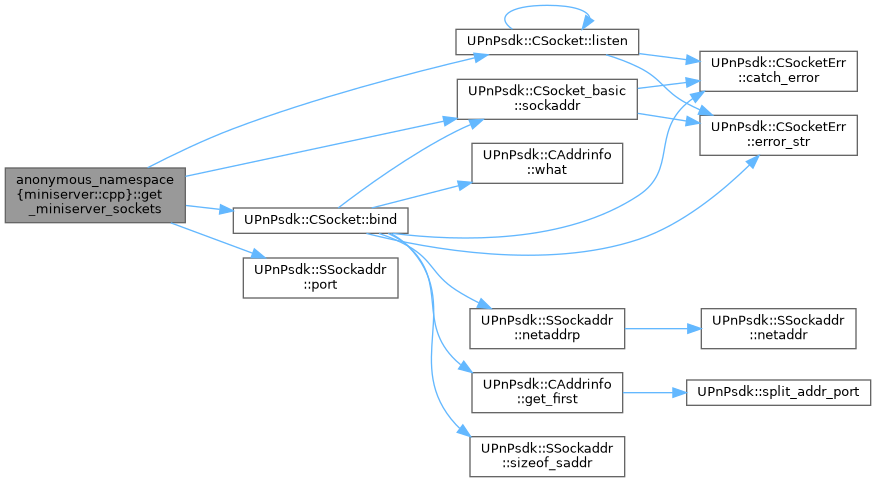 UPnPsdk::CSocket::listen
UPnPsdk::CSocketErr
::catch_error
UPnPsdk::CSocket_basic
::sockaddr
UPnPsdk::CSocketErr
::error_str
UPnPsdk::CAddrinfo
::what
anonymous_namespace
{miniserver::cpp}::get
_miniserver_sockets
UPnPsdk::CSocket::bind
UPnPsdk::SSockaddr
::port
UPnPsdk::SSockaddr
::netaddrp
UPnPsdk::SSockaddr
::netaddr
UPnPsdk::CAddrinfo
::get_first
UPnPsdk::split_addr_port
UPnPsdk::SSockaddr
::sizeof_saddr